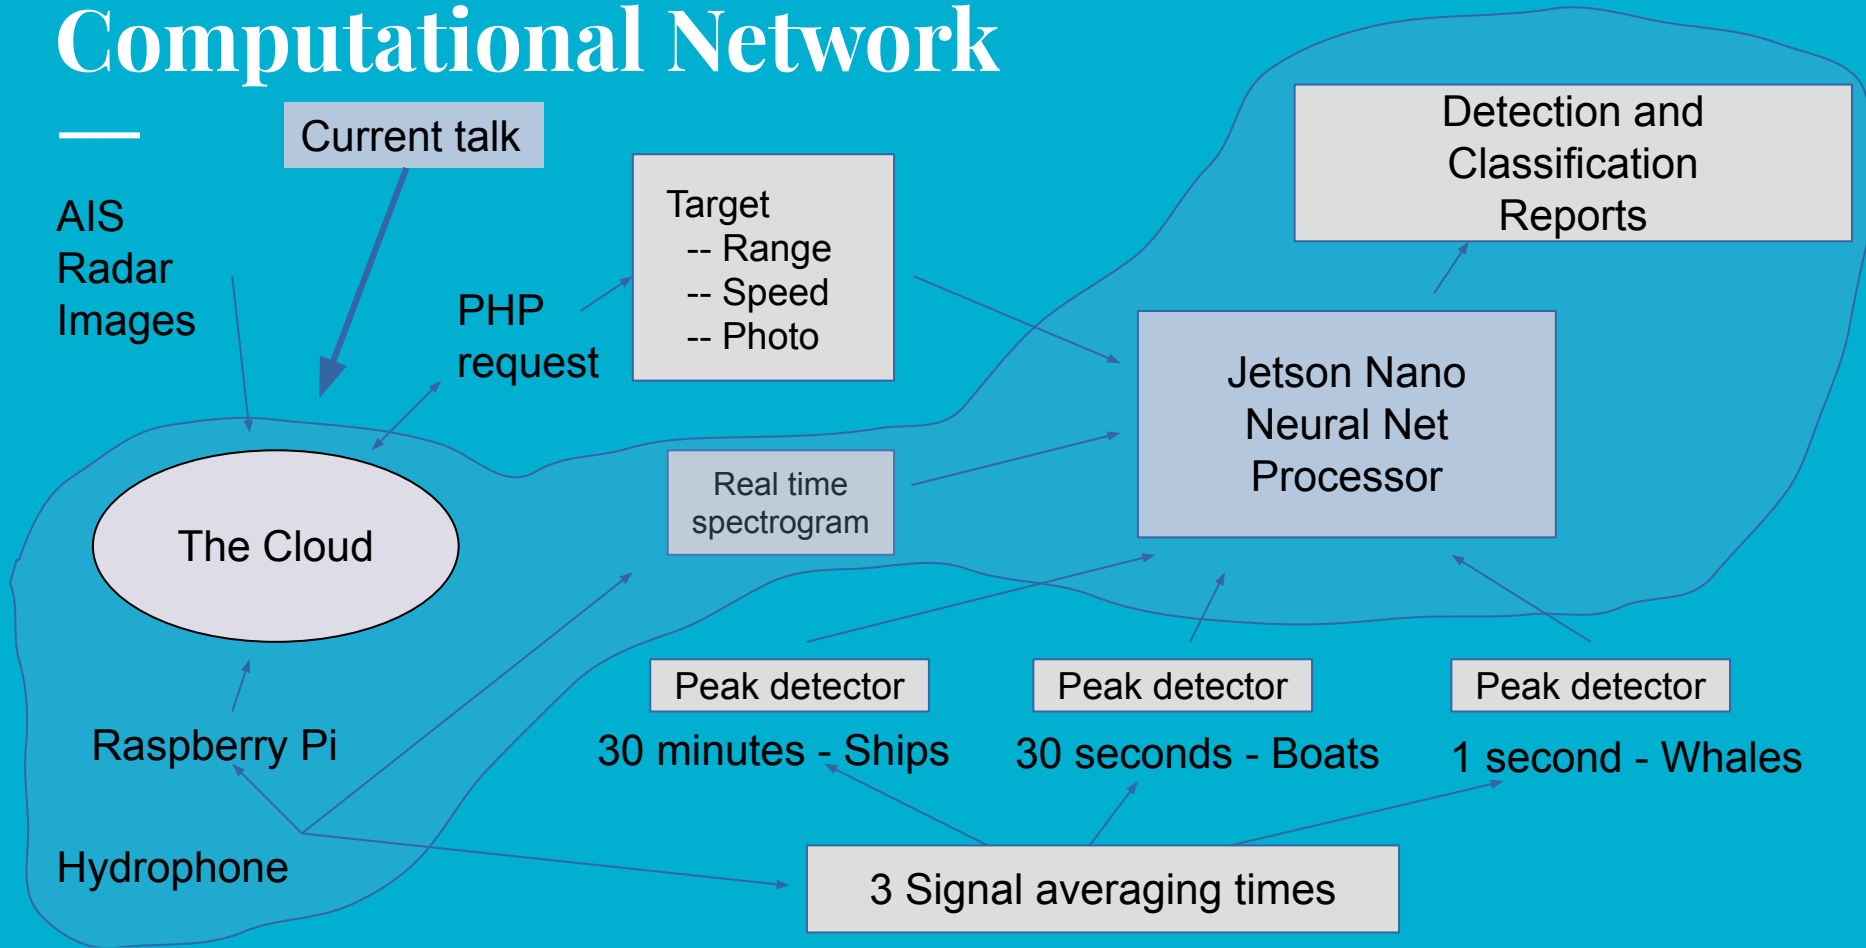 Computational Network
Current talk
AIS
Radar
Images
PHP
request
Target
-- Range
-- Speed
-- Photo
Detection and
Classification
Reports
Jetson Nano
Neural Net
Processor
Real time
spectrogram
The Cloud
Raspberry Pi
Hydrophone
Peak detector
30 minutes - Ships
Peak detector
30 seconds - Boats
Peak detector
1 second - Whales
3 Signal averaging times